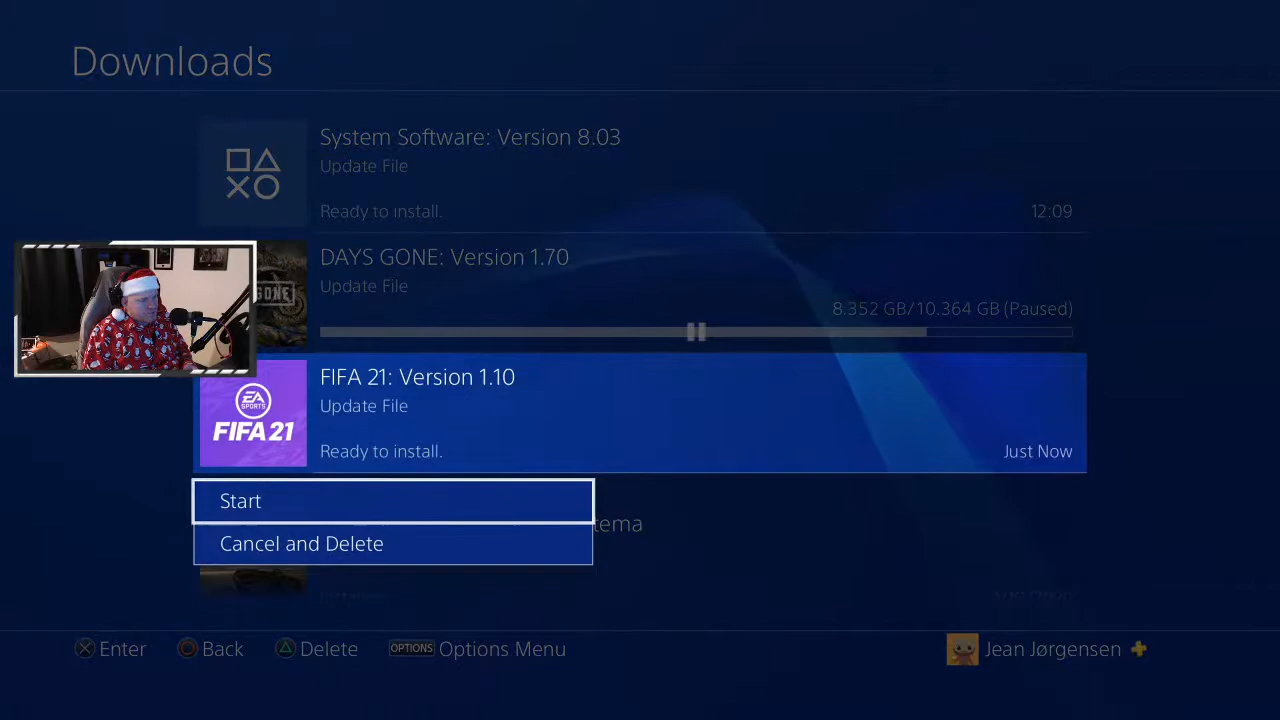 Downloads
System Software: Version 8.03
Update File
Ready to install.
12:09
DAYS GONE: Version 1.70
Update File
8.352 GB/10.364 GB (Paused)
GONE
FIFA 21: Version 1.10
Update File
EA
SPORTS
FIFA 21
Ready to install.
Just Now
Start
tema
Cancel and Delete
Enter
Back
Delete
OPTIONS
Options Menu
Jean Jørgensen